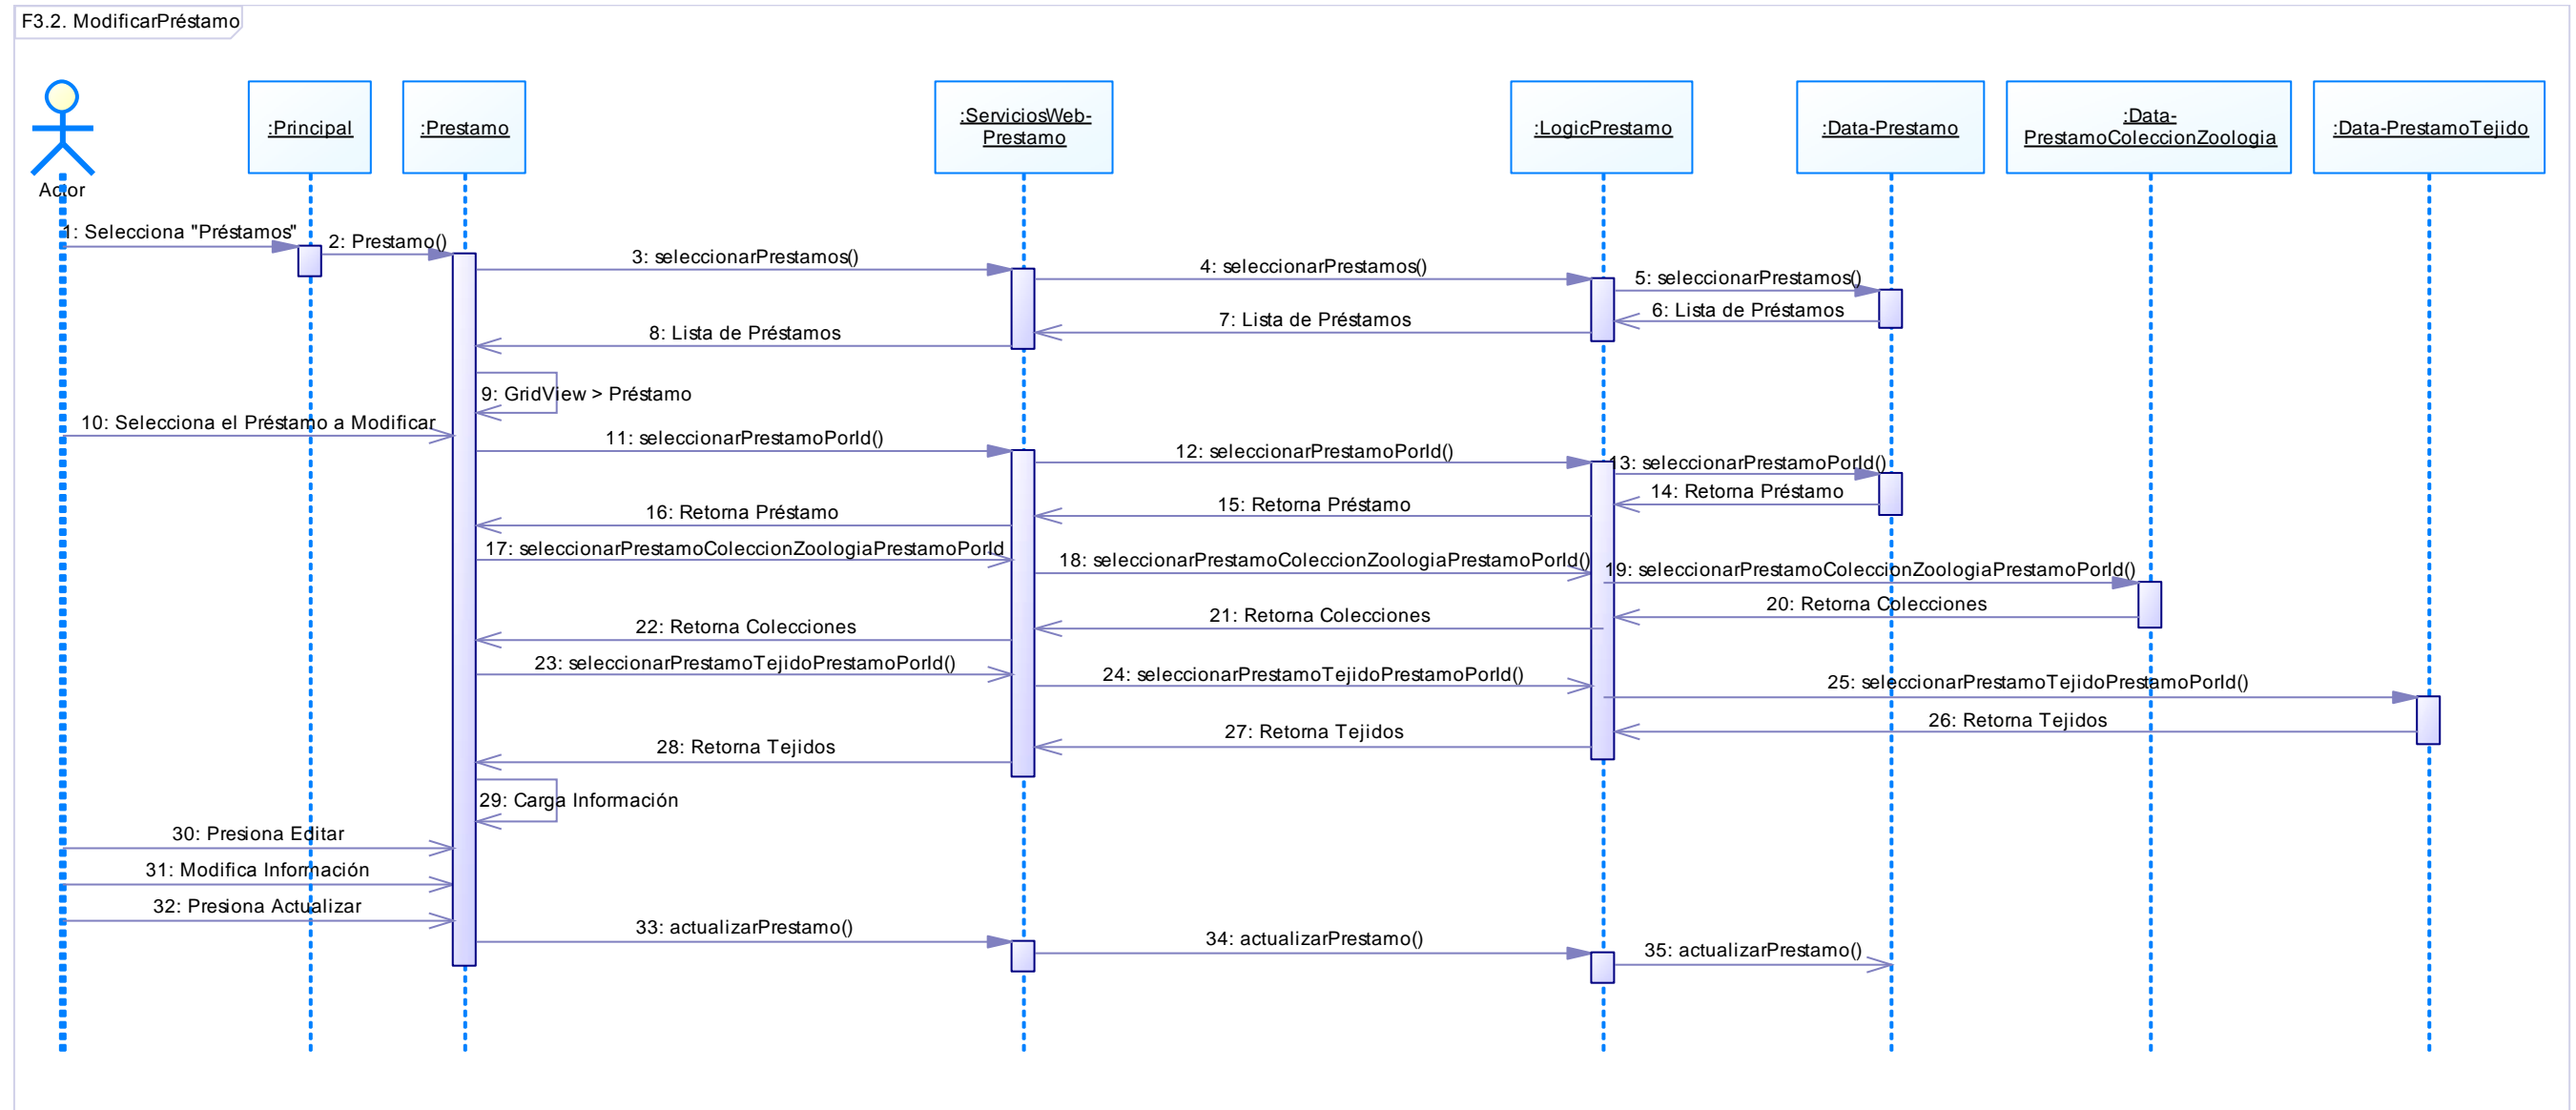 F3.2. ModificarPréstamo
Actor
:Principal
:Prestamo
:ServiciosWeb-
Prestamo
:LogicPrestamo
:Data-Prestamo
:Data-
PrestamoColeccionZoologia
:Data-PrestamoTejido
1: Selecciona "Préstamos"
2: Prestamo()
3: seleccionarPrestamos()
4: seleccionarPrestamos()
5: seleccionarPrestamos()
6: Lista de Préstamos
7: Lista de Préstamos
8: Lista de Préstamos
9: GridView > Préstamo
10: Selecciona el Préstamo a Modificar
11: seleccionarPrestamoPorId()
12: seleccionarPrestamoPorId()
13: seleccionarPrestamoPorId()
14: Retorna Préstamo
15: Retorna Préstamo
16: Retorna Préstamo
17: seleccionarPrestamoColeccionZoologiaPrestamoPorId
18: seleccionarPrestamoColeccionZoologiaPrestamoPorId()
19: seleccionarPrestamoColeccionZoologiaPrestamoPorId()
20: Retorna Colecciones
21: Retorna Colecciones
22: Retorna Colecciones
23: seleccionarPrestamoTejidoPrestamoPorId()
24: seleccionarPrestamoTejidoPrestamoPorId()
25: seleccionarPrestamoTejidoPrestamoPorId()
26: Retorna Tejidos
27: Retorna Tejidos
28: Retorna Tejidos
29: Carga Información
30: Presiona Editar
31: Modifica Información
32: Presiona Actualizar
33: actualizarPrestamo()
34: actualizarPrestamo()
35: actualizarPrestamo()